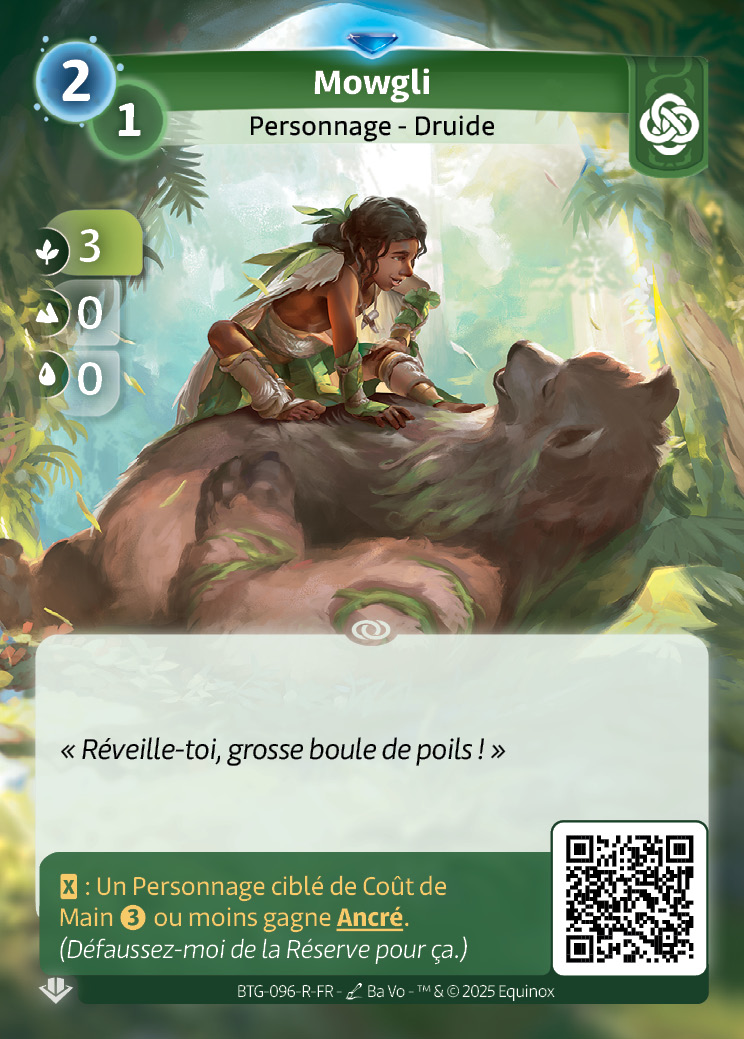 2
Mowgli
1
Personnage - Druide
3
0
0
« Réveille-toi, grosse boule de poils ! »
X : Un Personnage ciblé de Coût de
Main 3 ou moins gagne Ancré.
(Défaussez-moi de la Réserve pour ça.)
BTG-096-R-FR - Ba Vo - ™ & © 2025 Equinox